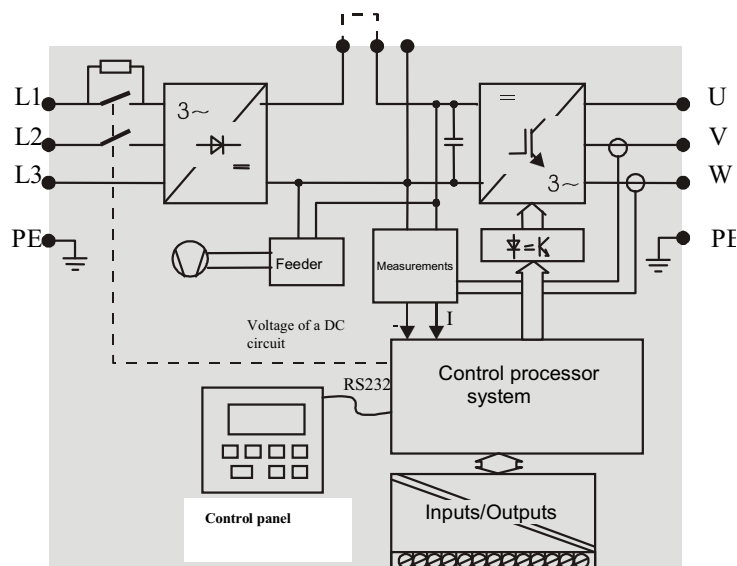 L1
U
3~
=
L2
V
=
3~
L3
W
PE
PE
Feeder
Measurements
=
Voltage of a DC
circuit
I
RS232
Control processor
system
Control panel
Inputs/Outputs